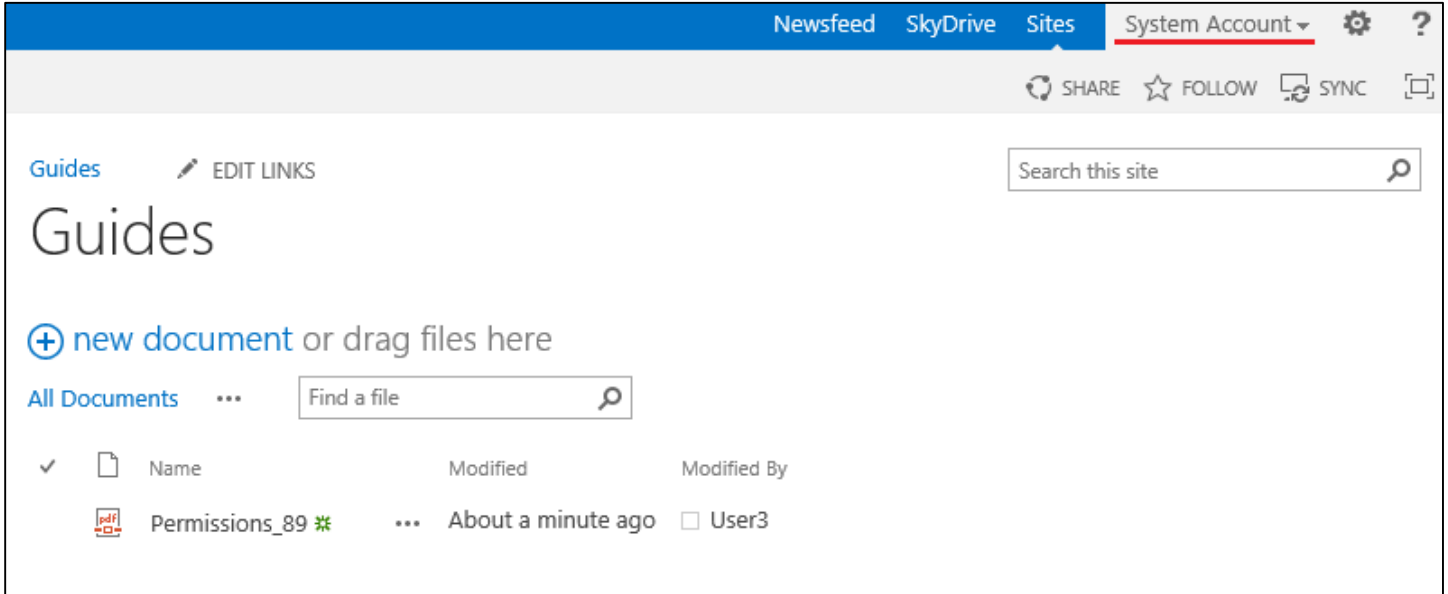 Newsfeed SkyDrive Sites System Account ?
SHARE FOLLOW SYNC
Guides EDIT LINKS Search this site
Guides
new document or drag files here
All Documents ... Find a file
Name Modified Modified By
pdf Permissions_89 ... About a minute ago User3